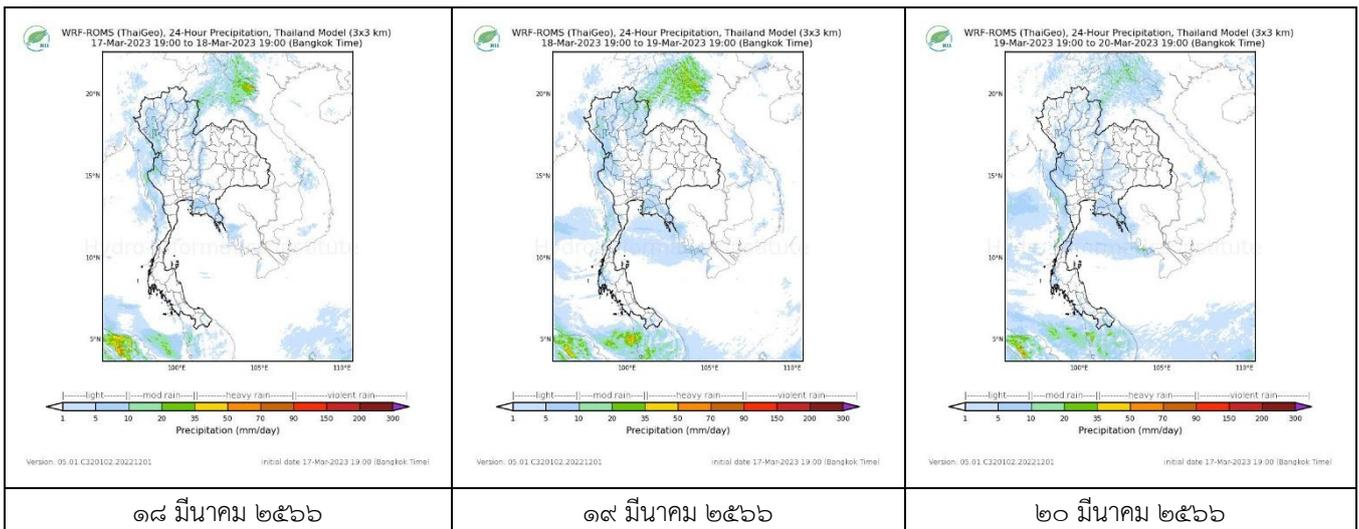 WRF-ROMS (ThaiGeo), 24-Hour Precipitation, Thailand Model (3x3 km)
17-Mar-2023 19:00 to 18-Mar-2023 19:00 (Bangkok Time)
20°N
15°N
10°N
5°N
100°E 105°E 110°E
|-------light-------||----mod rain----||-------heavy rain-------||-------violent rain-------|
1 5 10 20 35 50 70 90 150 200 300
Precipitation (mm/day)
Version: 05.01.C320102.20221201 initial date 17-Mar-2023 19:00 (Bangkok Time)
๑๘ มีนาคม ๒๕๖๖
WRF-ROMS (ThaiGeo), 24-Hour Precipitation, Thailand Model (3x3 km)
18-Mar-2023 19:00 to 19-Mar-2023 19:00 (Bangkok Time)
20°N
15°N
10°N
5°N
100°E 105°E 110°E
|-------light-------||----mod rain----||-------heavy rain-------||-------violent rain-------|
1 5 10 20 35 50 70 90 150 200 300
Precipitation (mm/day)
Version: 05.01.C320102.20221201 initial date 17-Mar-2023 19:00 (Bangkok Time)
๑๙ มีนาคม ๒๕๖๖
WRF-ROMS (ThaiGeo), 24-Hour Precipitation, Thailand Model (3x3 km)
19-Mar-2023 19:00 to 20-Mar-2023 19:00 (Bangkok Time)
20°N
15°N
10°N
5°N
100°E 105°E 110°E
|-------light-------||----mod rain----||-------heavy rain-------||-------violent rain-------|
1 5 10 20 35 50 70 90 150 200 300
Precipitation (mm/day)
Version: 05.01.C320102.20221201 initial date 17-Mar-2023 19:00 (Bangkok Time)
๒๐ มีนาคม ๒๕๖๖